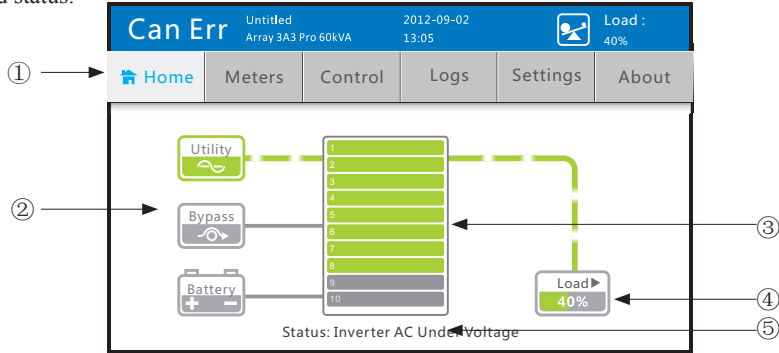 d status.
Can Err
Untitled
Array 3A3 Pro 60kVA
2012-09-02
13:05
Load :
40%
① Home Meters Control Logs Settings About
Utility
1
2
3
4
② Bypass
5
6
③
7
8
Battery
9
10
Load
40%
④
Status: Inverter AC Under Voltage
⑤